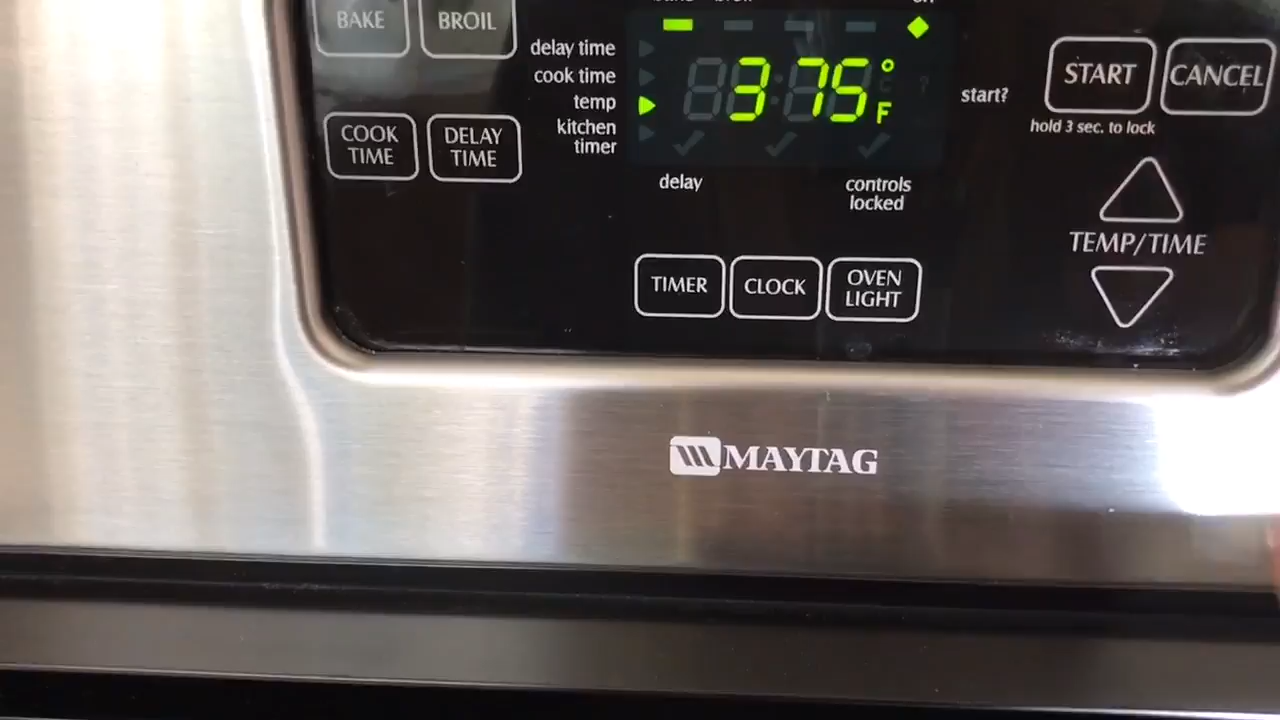 BAKE
BROIL
delay time
cook time
temp
kitchen
timer
375°F
start?
START
CANCEL
hold 3 sec. to lock
COOK
TIME
DELAY
TIME
delay
controls
locked
TEMP/TIME
TIMER
CLOCK
OVEN
LIGHT
MAYTAG